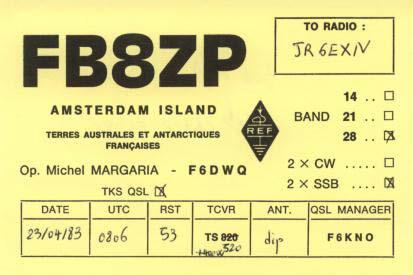 TO RADIO :
JR6EXN
FB8ZP
AMSTERDAM ISLAND
TERRES AUSTRALES ET ANTARCTIQUES
FRANÇAISES
REF
14 ..
BAND 21 ..
28 ..
Op. Michel MARGARIA - F6DWQ
2 X CW .....
TKS QSL
2 X SSB ....
DATE UTC RST TCVR ANT. QSL MANAGER
23/04/83 0806 53 TS 820 dip F6KNO
520